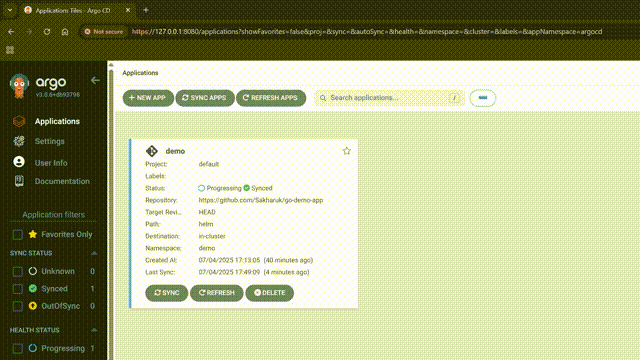 Applications Tiles - Argo CD
Not secure https://127.0.0.1:8080/applications?showFavorites=false&proj=&sync=&autoSync=&health=&namespace=&cluster=&labels=&appNamespace=argocd
argo
v3.0.6+db93798
Applications
Settings
User Info
Documentation
Application filters
Favorites Only
SYNC STATUS
Unknown 0
Synced 1
OutOfSync 0
HEALTH STATUS
Progressing 1
Applications
+ NEW APP SYNC APPS REFRESH APPS Search applications... /
demo
Project: default
Labels:
Status: Progressing Synced
Repository: https://github.com/Sakharuk/go-demo-app
Target Revi... HEAD
Path: helm
Destination: in-cluster
Namespace: demo
Created At: 07/04/2025 17:13:05 (40 minutes ago)
Last Sync: 07/04/2025 17:49:09 (4 minutes ago)
SYNC REFRESH DELETE